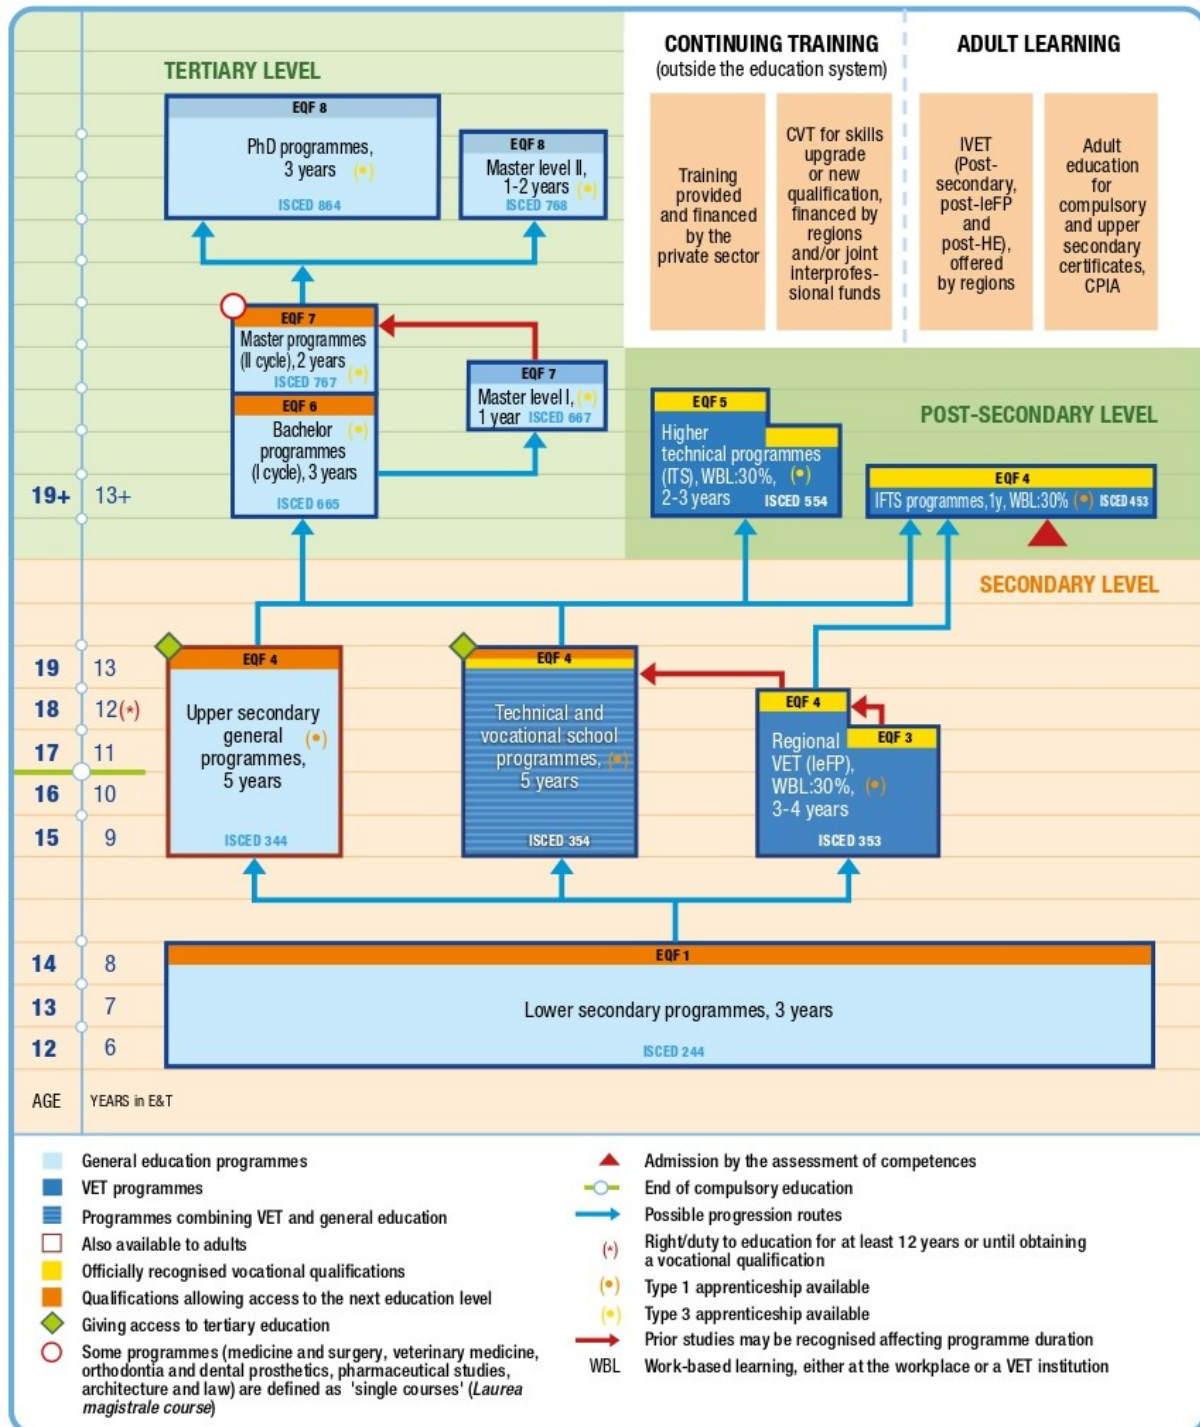 TERTIARY LEVEL
CONTINUING TRAINING
(outside the education system)
ADULT LEARNING
EQF 8
PhD programmes,
3 years (•)
ISCED 864
EQF 8
Master level II,
1-2 years (•)
ISCED 768
Training
provided
and financed
by the
private sector
CVT for skills
upgrade
or new
qualification,
financed by
regions
and/or joint
interprofes-
sional funds
IVET
(Post-
secondary,
post-IeFP
and
post-HE),
offered
by regions
Adult
education
for
compulsory
and upper
secondary
certificates,
CPIA
EQF 7
Master programmes
(II cycle), 2 years
ISCED 767 (•)
EQF 7
Master level I, (•)
1 year ISCED 667
EQF 6
Bachelor (•)
programmes
(I cycle), 3 years
ISCED 665
POST-SECONDARY LEVEL
EQF 5
Higher
technical programmes
(ITS), WBL:30%, (•)
2-3 years ISCED 554
EQF 4
IFTS programmes,1y, WBL:30% (•) ISCED 453
19+ 13+
SECONDARY LEVEL
19 13
18 12(*)
17 11
16 10
15 9
EQF 4
Upper secondary
general (•)
programmes,
5 years
ISCED 344
EQF 4
Technical and
vocational school
programmes, (•)
5 years
ISCED 354
EQF 4
EQF 3
Regional
VET (IeFP),
WBL:30%, (•)
3-4 years
ISCED 353
EQF 1
Lower secondary programmes, 3 years
ISCED 244
14 8
13 7
12 6
AGE YEARS in E&T
General education programmes
VET programmes
Programmes combining VET and general education
Also available to adults
Officially recognised vocational qualifications
Qualifications allowing access to the next education level
Giving access to tertiary education
Some programmes (medicine and surgery, veterinary medicine,
orthodontia and dental prosthetics, pharmaceutical studies,
architecture and law) are defined as 'single courses' (Laurea
magistrale course)
Admission by the assessment of competences
End of compulsory education
Possible progression routes
(*) Right/duty to education for at least 12 years or until obtaining
a vocational qualification
(•) Type 1 apprenticeship available
(•) Type 3 apprenticeship available
Prior studies may be recognised affecting programme duration
WBL Work-based learning, either at the workplace or a VET institution